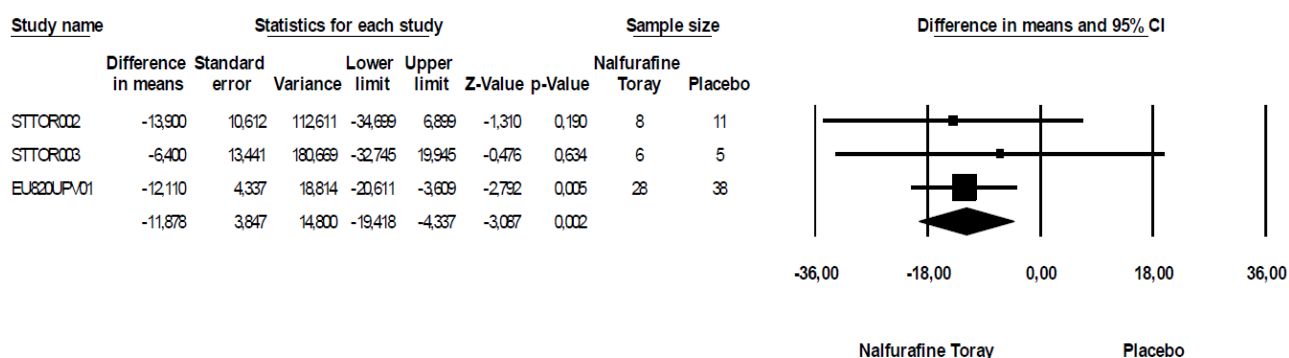 Study name Statistics for each study Sample size Difference in means and 95% CI
Difference Standard Lower Upper Nalfurafine
in means error Variance limit limit Z-Value p-Value Toray Placebo
STTOR002 -13,900 10,612 112,611 -34,699 6,899 -1,310 0,190 8 11
STTOR003 -6,400 13,441 180,669 -32,745 19,945 -0,476 0,634 6 5
EU820UPV01 -12,110 4,337 18,814 -20,611 -3,609 -2,792 0,005 28 38
-11,878 3,847 14,800 -19,418 -4,337 -3,087 0,002
-36,00 -18,00 0,00 18,00 36,00
Nalfurafine Toray Placebo